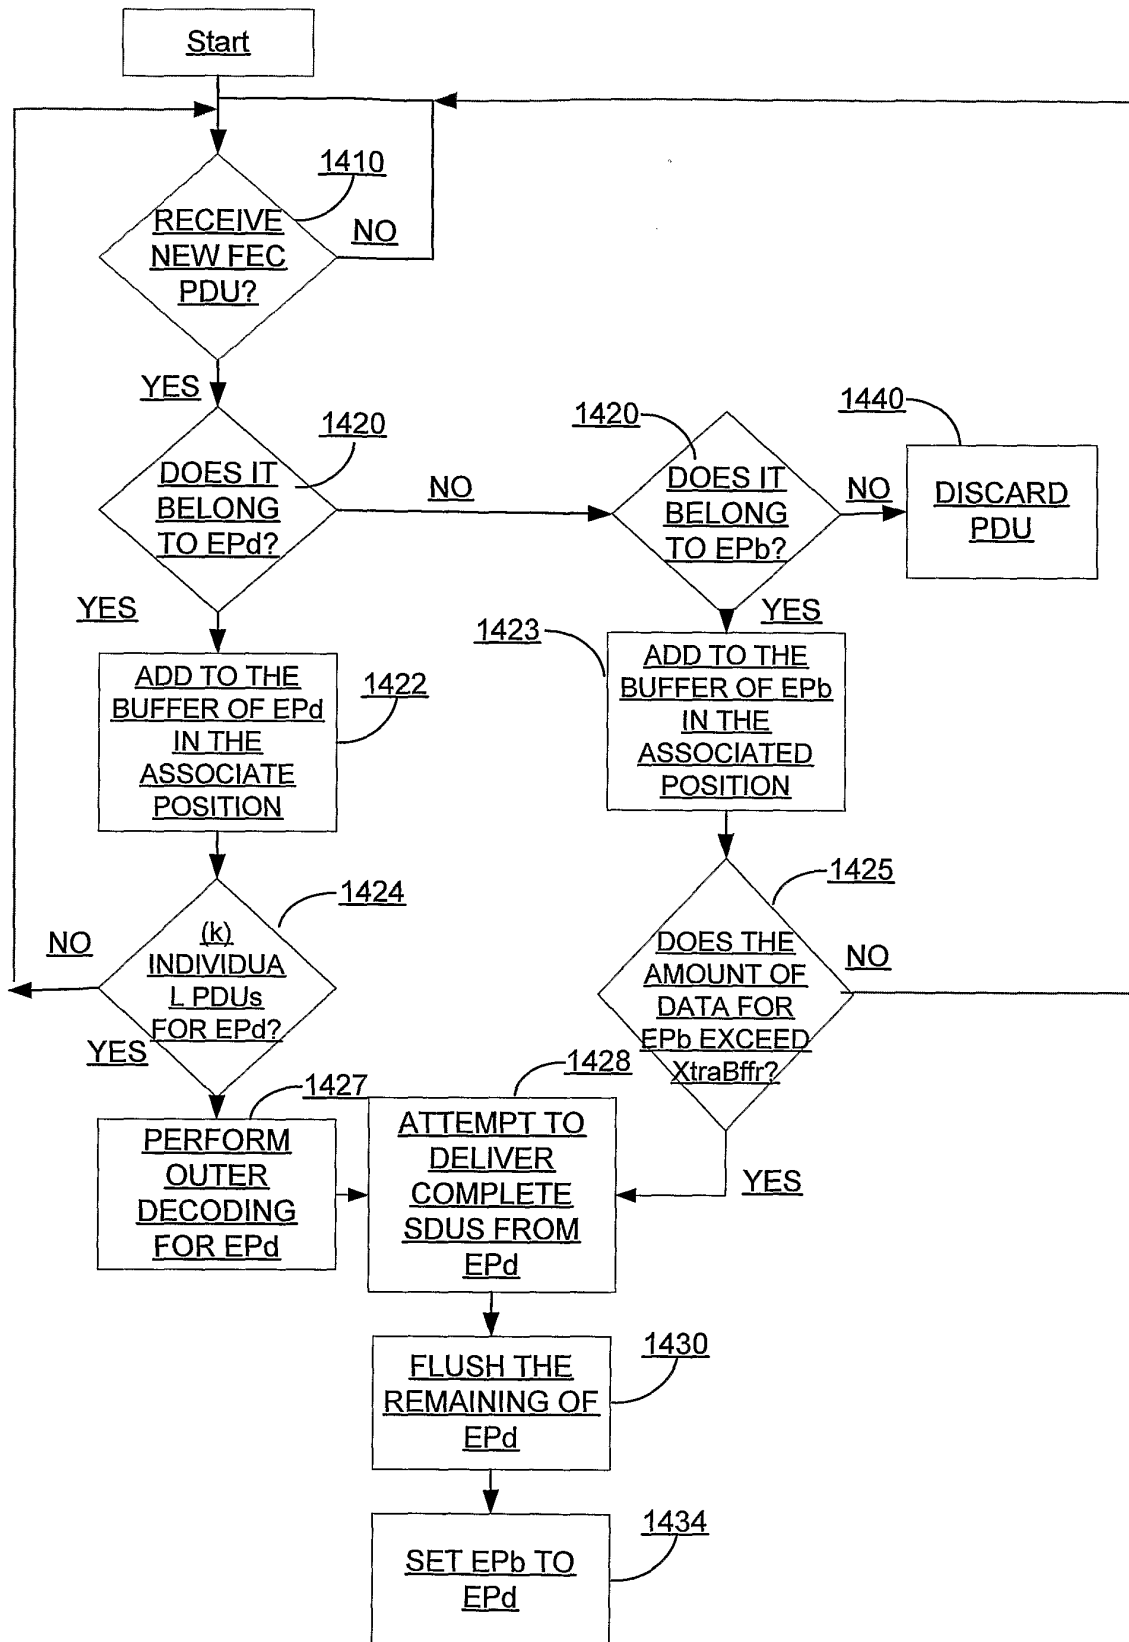 Start
1410
RECEIVE
NEW FEC
PDU?
NO
YES
1420
DOES IT
BELONG
TO EPd?
NO
1420
DOES IT
BELONG
TO EPb?
NO
1440
DISCARD
PDU
YES
YES
1422
ADD TO THE
BUFFER OF EPd
IN THE
ASSOCIATE
POSITION
1423
ADD TO THE
BUFFER OF EPb
IN THE
ASSOCIATED
POSITION
1424
(k)
INDIVIDUA
L PDUs
FOR EPd?
NO
YES
1425
DOES THE
AMOUNT OF
DATA FOR
EPb EXCEED
XtraBffr?
NO
YES
1427
PERFORM
OUTER
DECODING
FOR EPd
1428
ATTEMPT TO
DELIVER
COMPLETE
SDUS FROM
EPd
1430
FLUSH THE
REMAINING OF
EPd
1434
SET EPb TO
EPd